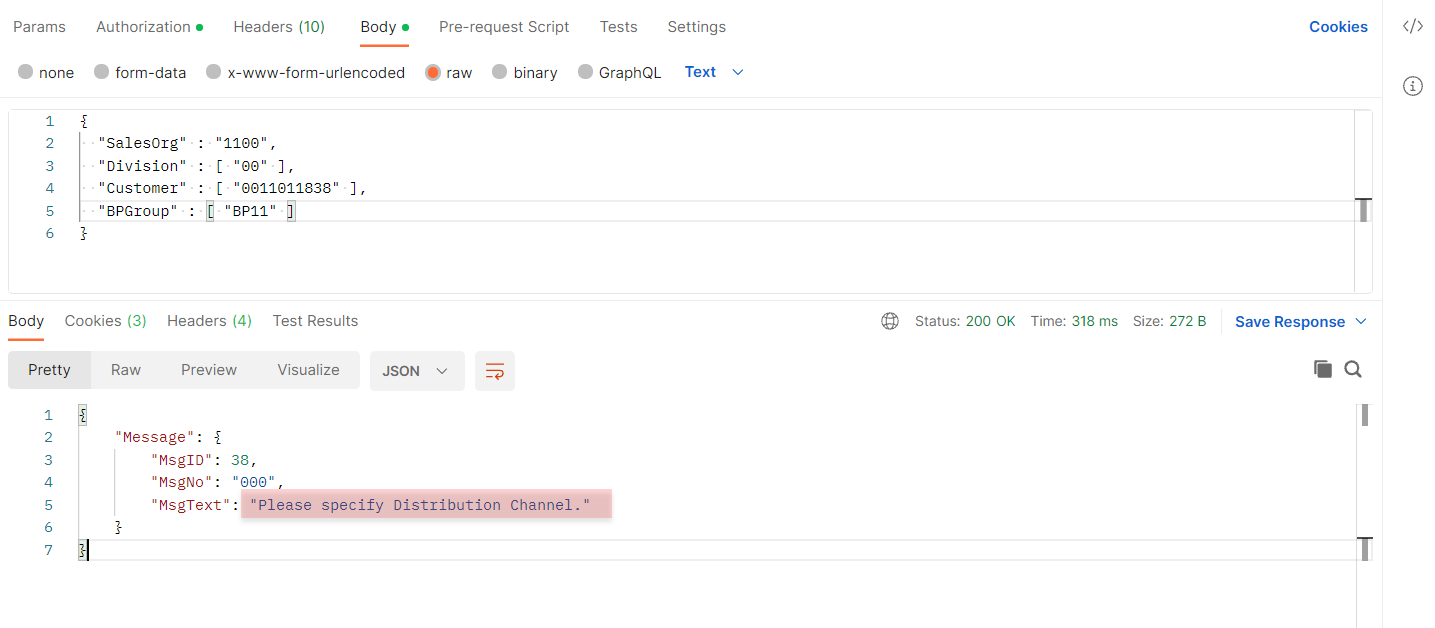 Params Authorization Headers (10) Body Pre-request Script Tests Settings Cookies
none form-data x-www-form-urlencoded raw binary GraphQL Text
1 {
2 "SalesOrg" : "1100",
3 "Division" : [ "00" ],
4 "Customer" : [ "0011011838" ],
5 "BPGroup" : [ "BP11" ]
6 }
Body Cookies (3) Headers (4) Test Results Status: 200 OK Time: 318 ms Size: 272 B Save Response
Pretty Raw Preview Visualize JSON
1 {
2 "Message": {
3 "MsgID": 38,
4 "MsgNo": "000",
5 "MsgText": "Please specify Distribution Channel."
6 }
7 }